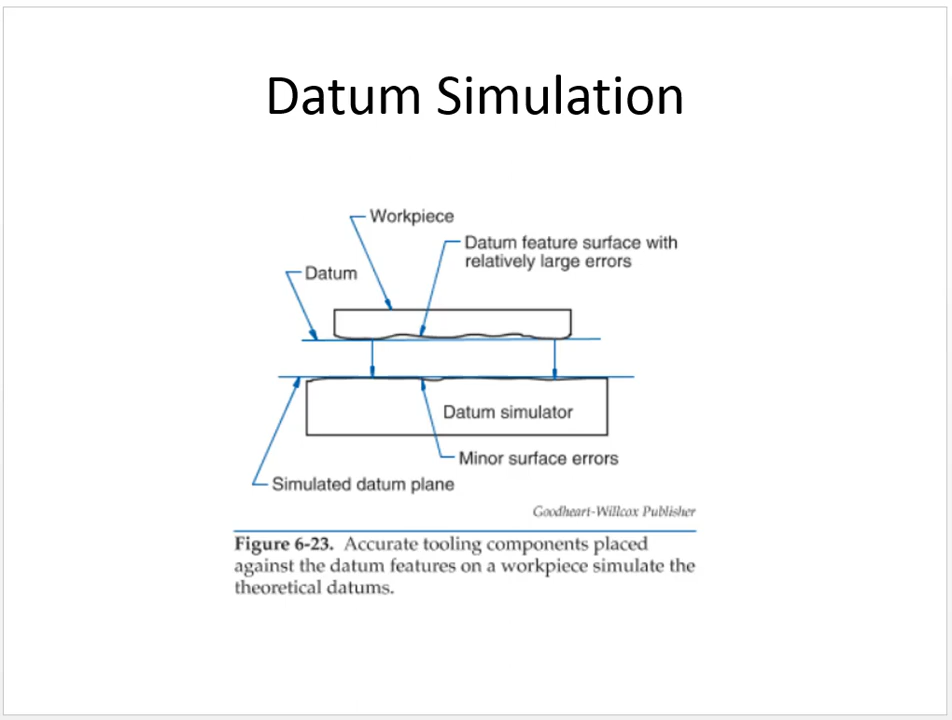 Datum Simulation
Workpiece
Datum feature surface with
relatively large errors
Datum
Datum simulator
Minor surface errors
Simulated datum plane
Goodheart-Willcox Publisher
Figure 6-23. Accurate tooling components placed
against the datum features on a workpiece simulate the
theoretical datums.